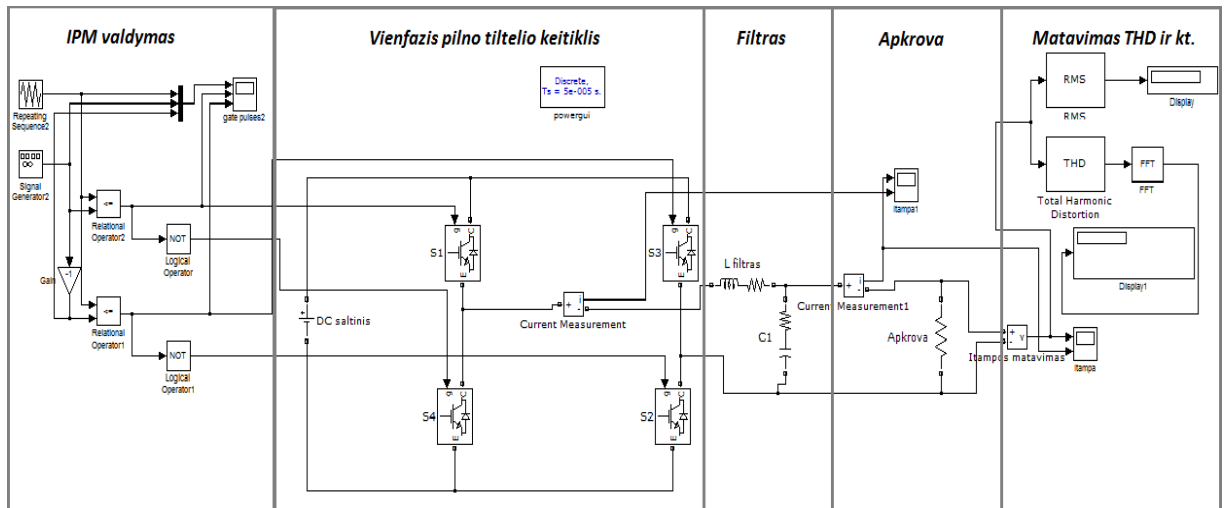 IPM valdymas
Vienfazis pilno tiltelio keitiklis
Filtras
Apkrova
Matavimas THD ir kt.
Repeating
Sequence2
gate pulses2
Signal
Generator2
<=
Relational
Operator2
NOT
Logical
Operator
-1
Gain
<=
Relational
Operator1
NOT
Logical
Operator1
Discrete,
Ts = 5e-005 s.
powergui
g
C
E
S1
g
C
E
S3
DC saltinis
+
i
-
Current Measurement
g
C
E
S4
g
C
E
S2
L filtras
C1
Itampa1
+
i
-
Current Measurement1
Apkrova
RMS
RMS
Display
THD
Total Harmonic
Distortion
FFT
FFT
Display1
+
v
-
Itampos matavimas
Itampa